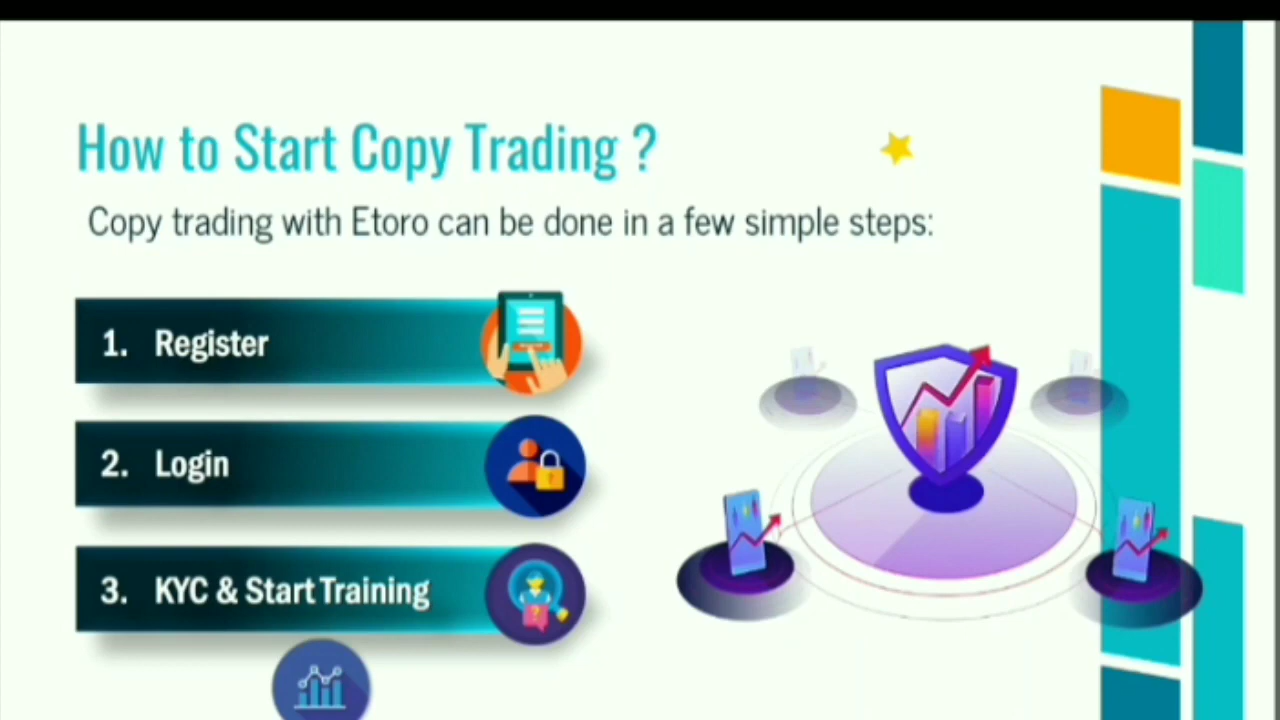 How to Start Copy Trading ?
Copy trading with Etoro can be done in a few simple steps:
1. Register
2. Login
3. KYC & Start Training